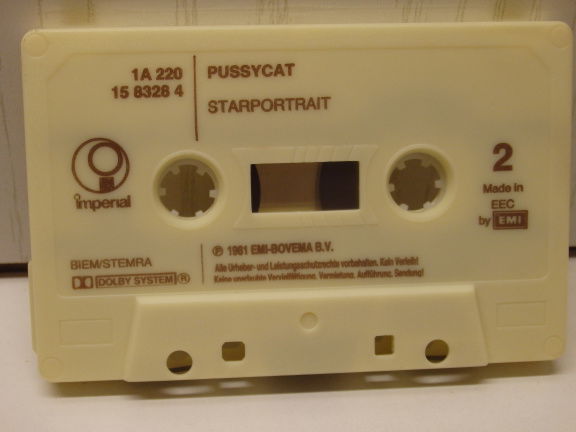 1A 220
15 8328 4
PUSSYCAT
STARPORTRAIT
imperial
2
Made in
EEC
by EMI
BIEM/STEMRA
DOLBY SYSTEM ®
℗ 1981 EMI-BOVEMA B.V.
Alle Urheber- und Leistungsschutzrechte vorbehalten. Kein Verleih!
Keine unerlaubte Vervielfältigung, Vermietung, Aufführung, Sendung!